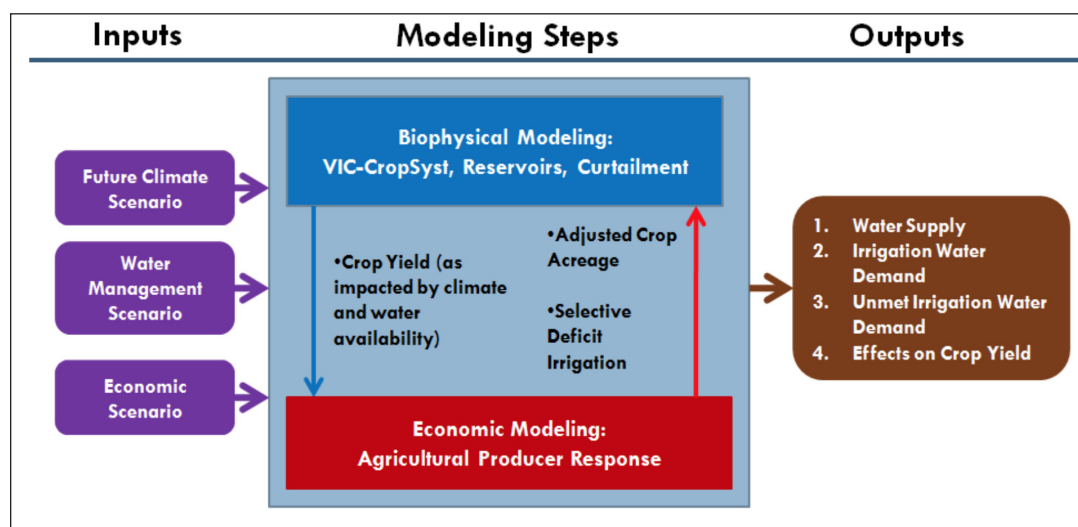 Inputs
Modeling Steps
Outputs
Future Climate
Scenario
Water
Management
Scenario
Economic
Scenario
Biophysical Modeling:
VIC-CropSyst, Reservoirs, Curtailment
•Crop Yield (as
impacted by climate
and water
availability)
•Adjusted Crop
Acreage
•Selective
Deficit
Irrigation
Economic Modeling:
Agricultural Producer Response
1. Water Supply
2. Irrigation Water
Demand
3. Unmet Irrigation Water
Demand
4. Effects on Crop Yield